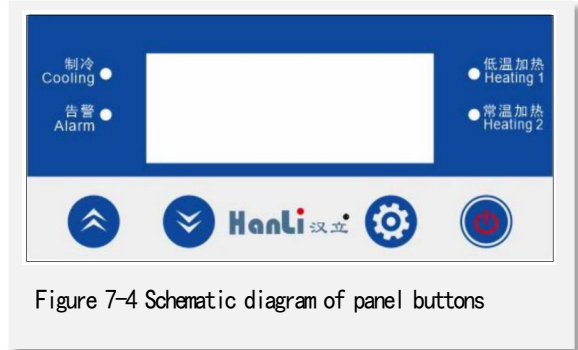 制冷
Cooling
告警
Alarm
低温加热
Heating 1
常温加热
Heating 2
HanLi 汉立
Figure 7-4 Schematic diagram of panel buttons